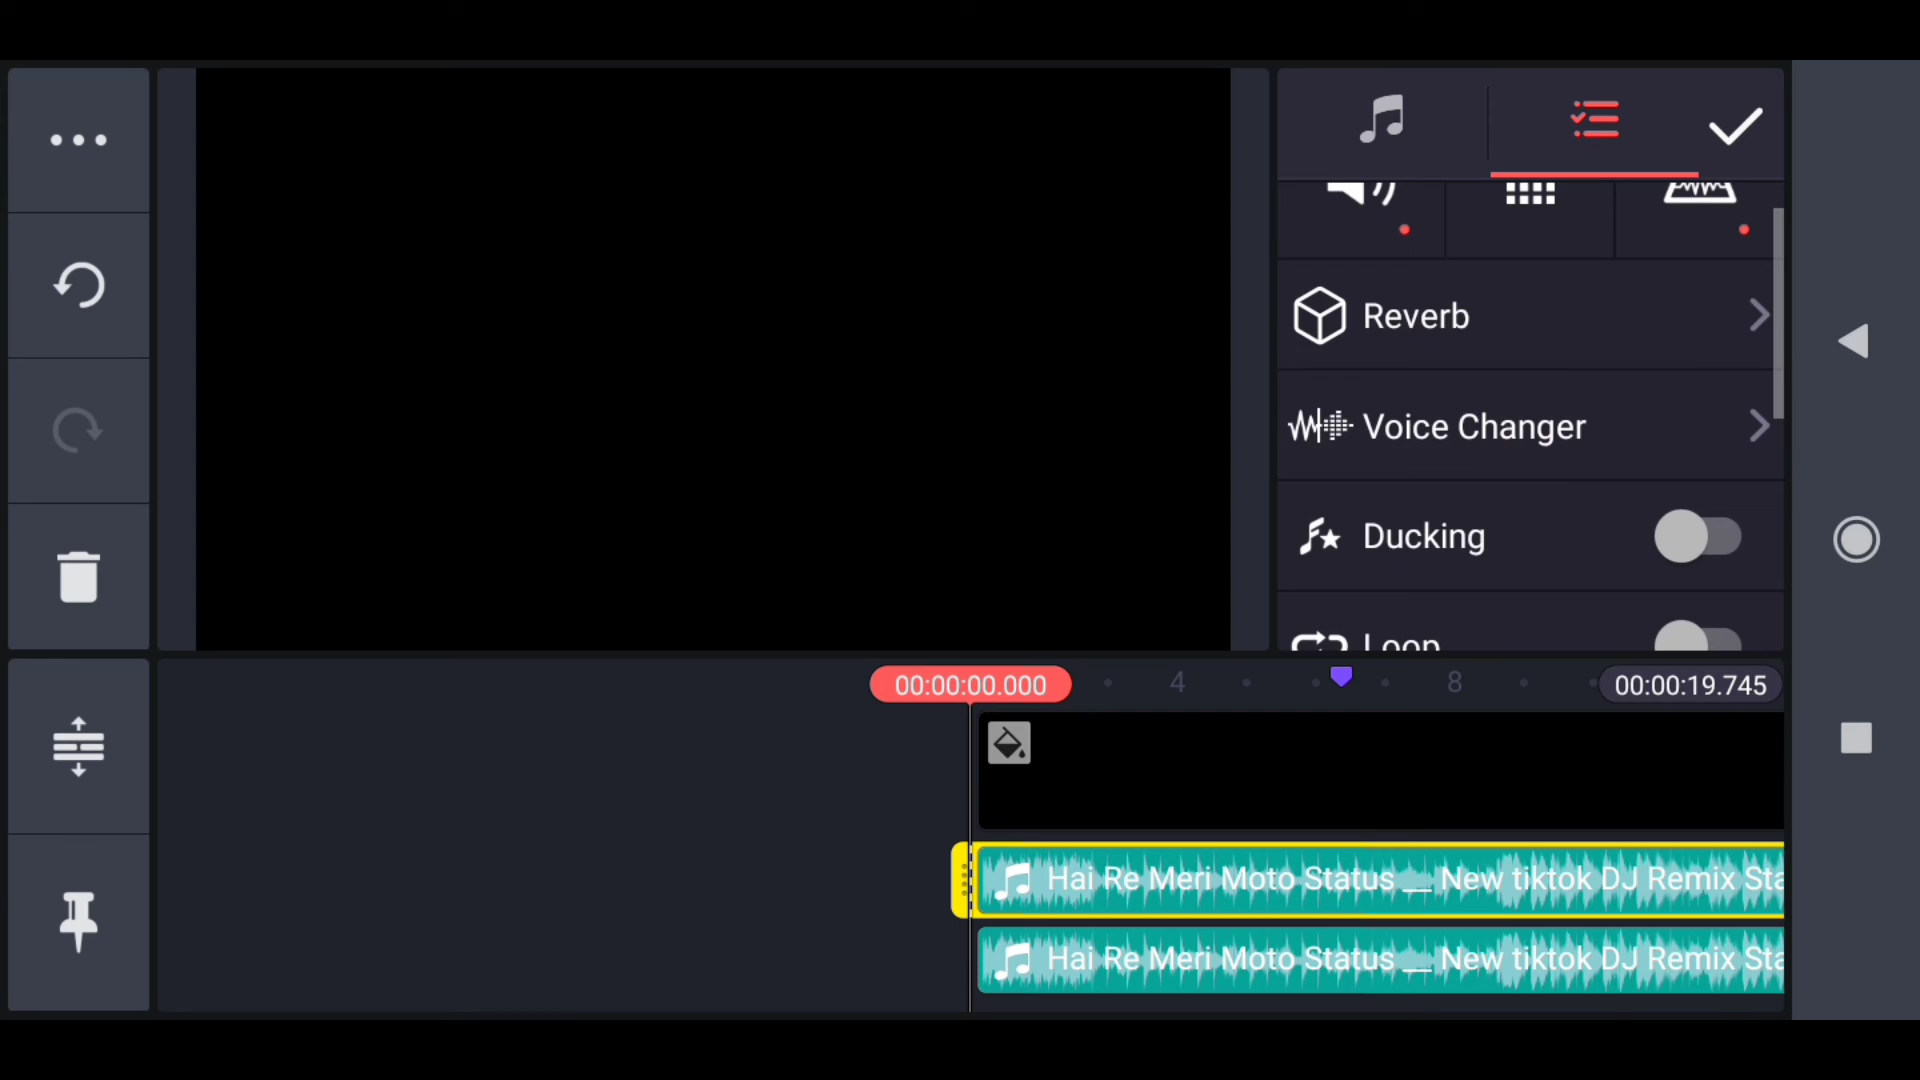 Reverb
Voice Changer
Ducking
Loop
00:00:00.000
4
8
00:00:19.745
Hai Re Meri Moto Status __ New tiktok DJ Remix Sta
Hai Re Meri Moto Status __ New tiktok DJ Remix Sta